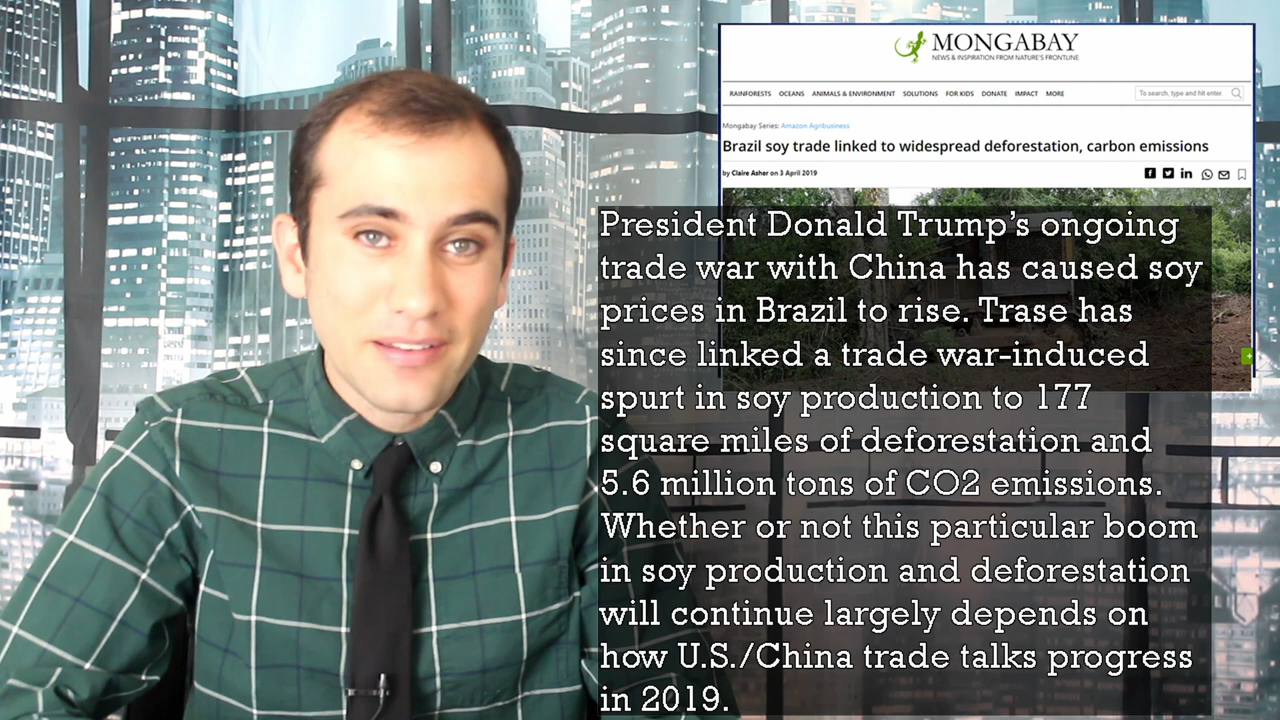 MONGABAY
NEWS & INSPIRATION FROM NATURE'S FRONTLINE
RAINFORESTS OCEANS ANIMALS & ENVIRONMENT SOLUTIONS FOR KIDS DONATE IMPACT MORE
To search, type and hit enter
Mongabay Series: Amazon Agribusiness
Brazil soy trade linked to widespread deforestation, carbon emissions
by Claire Asher on 3 April 2019
President Donald Trump's ongoing
trade war with China has caused soy
prices in Brazil to rise. Trase has
since linked a trade war-induced
spurt in soy production to 177
square miles of deforestation and
5.6 million tons of CO2 emissions.
Whether or not this particular boom
in soy production and deforestation
will continue largely depends on
how U.S./China trade talks progress
in 2019.